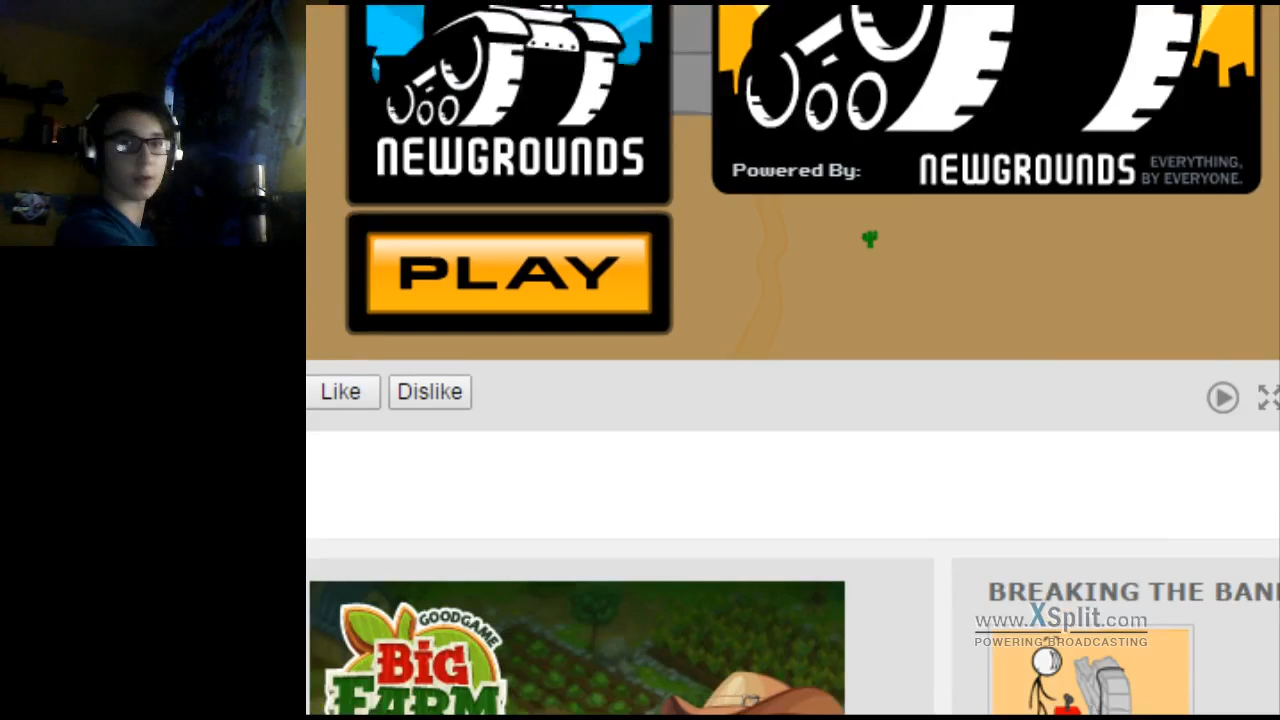 NEWGROUNDS
Powered By: NEWGROUNDS EVERYTHING, BY EVERYONE.
PLAY
Like Dislike
BREAKING THE BAN
www.XSplit.com
POWERING BROADCASTING
GOODGAME
BiG
FARM